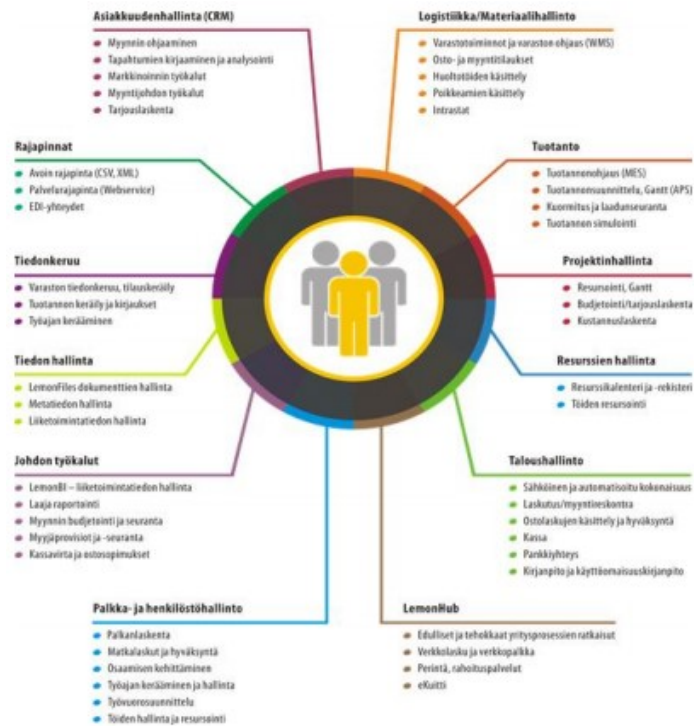 Asiakkuudenhallinta (CRM)
Myynnin ohjaaminen
Tapahtumien kirjaaminen ja analysointi
Markkinoinnin työkalut
Myyntijohdon työkalut
Tarjouslaskenta
Logistiikka/Materiaalihallinto
Varastotoiminnot ja varaston ohjaus (WMS)
Osto- ja myyntitilaukset
Huoltotöiden käsittely
Poikkeamien käsittely
Intrastat
Rajapinnat
Avoin rajapinta (CSV, XML)
Palvelurajapinta (Webservice)
EDI-yhteydet
Tuotanto
Tuotannonohjaus (MES)
Tuotannonsuunnittelu, Gantt (APS)
Kuormitus ja laadunseuranta
Tuotannon simulointi
Tiedonkeruu
Varaston tiedonkeruu, tilauskeräily
Tuotannon keräily ja kirjaukset
Työajan kerääminen
Projektinhallinta
Resursointi, Gantt
Budjetointi/tarjouslaskenta
Kustannuslaskenta
Tiedon hallinta
LemonFiles dokumenttien hallinta
Metatiedon hallinta
Liiketoimintatiedon hallinta
Resurssien hallinta
Resurssikalenteri ja -rekisteri
Töiden resursointi
Johdon työkalut
LemonBI – liiketoimintatiedon hallinta
Laaja raportointi
Myynnin budjetointi ja seuranta
Myyjäprovisiot ja -seuranta
Kassavirta ja ostosopimukset
Taloushallinto
Sähköinen ja automatisoitu kokonaisuus
Laskutus/myyntireskontra
Ostolaskujen käsittely ja hyväksyntä
Kassa
Pankkiyhteys
Kirjanpito ja käyttöomaisuuskirjanpito
Palkka- ja henkilöstöhallinto
Palkanlaskenta
Matkalaskut ja hyväksyntä
Osaamisen kehittäminen
Työajan kerääminen ja hallinta
Työvuorosuunnittelu
Töiden hallinta ja resursointi
LemonHub
Edulliset ja tehokkaat yritysprosessien ratkaisut
Verkkolasku ja verkkopalkka
Perintä, rahoituspalvelut
eKuitti